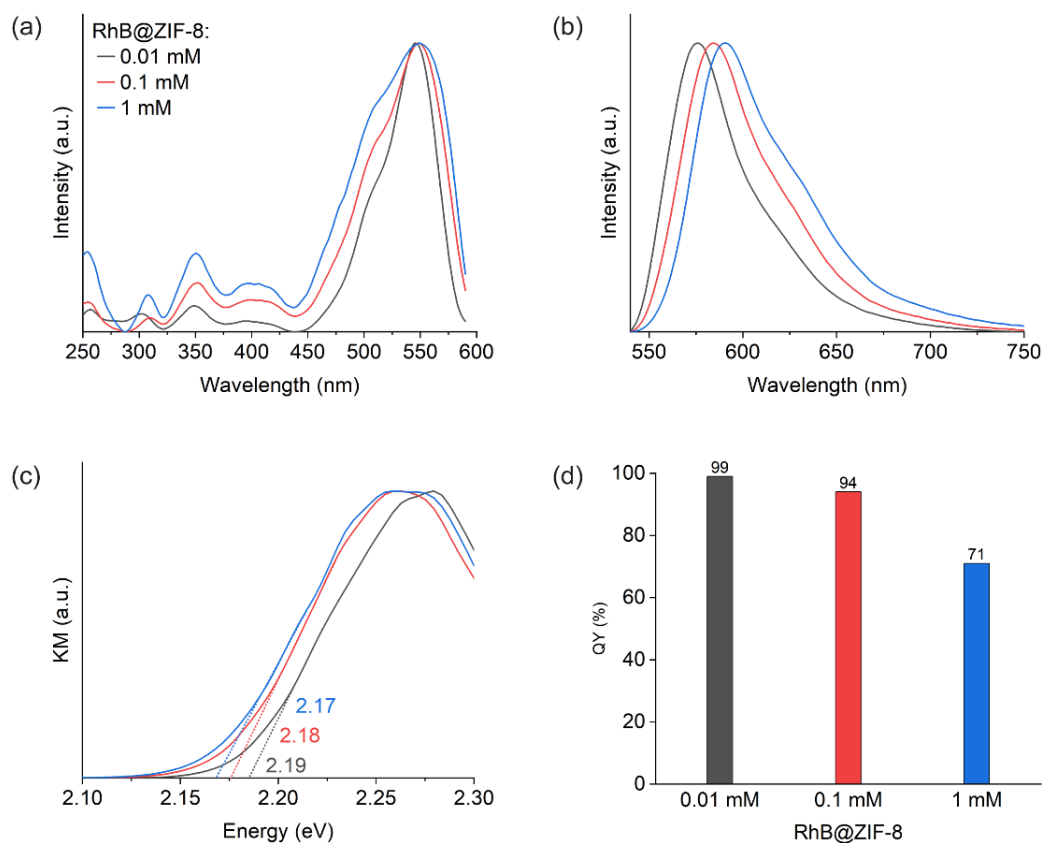 (a)
RhB@ZIF-8:
0.01 mM
0.1 mM
1 mM
Intensity (a.u.)
250 300 350 400 450 500 550 600
Wavelength (nm)
(b)
Intensity (a.u.)
550 600 650 700 750
Wavelength (nm)
(c)
KM (a.u.)
2.17
2.18
2.19
2.10 2.15 2.20 2.25 2.30
Energy (eV)
(d)
QY (%)
100
80
60
40
20
0
99
94
71
0.01 mM 0.1 mM 1 mM
RhB@ZIF-8